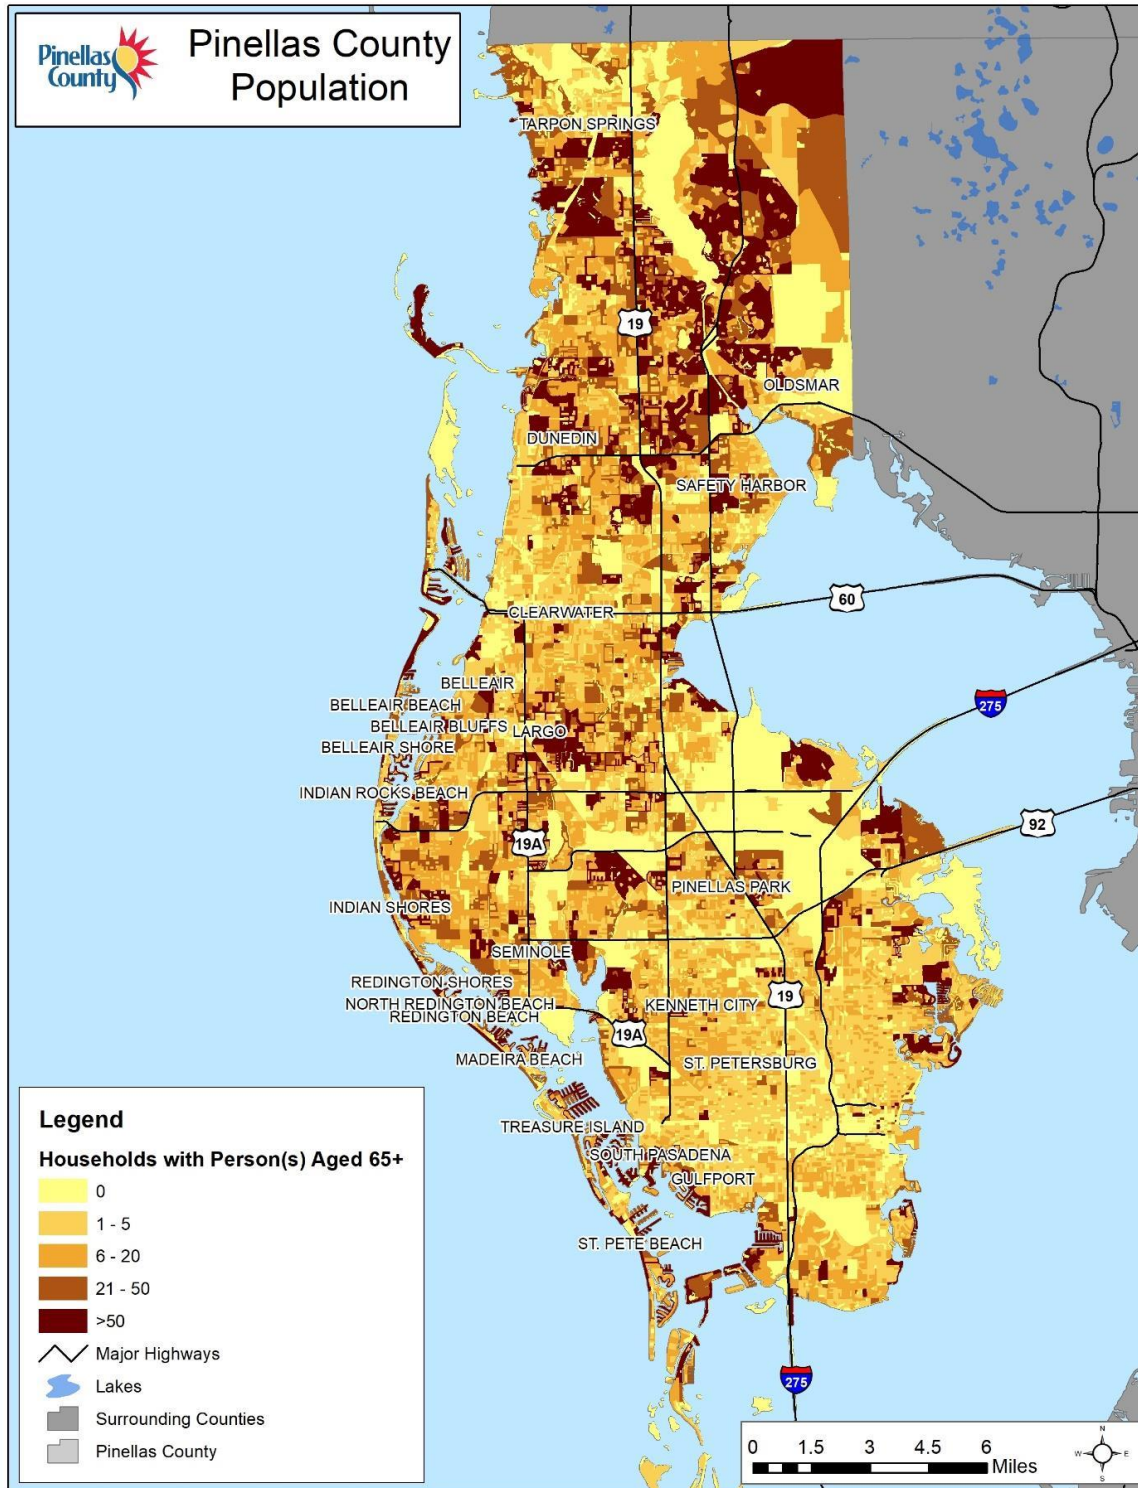 Pinellas
County
Pinellas County
Population
TARPON SPRINGS
19
OLDSMAR
DUNEDIN
SAFETY HARBOR
60
CLEARWATER
BELLEAIR
275
BELLEAIR BEACH
BELLEAIR BLUFFS
LARGO
BELLEAIR SHORE
INDIAN ROCKS BEACH
92
19A
PINELLAS PARK
INDIAN SHORES
SEMINOLE
REDINGTON SHORES
19
NORTH REDINGTON BEACH
KENNETH CITY
REDINGTON BEACH
19A
MADEIRA BEACH
ST. PETERSBURG
TREASURE ISLAND
SOUTH PASADENA
GULFPORT
ST. PETE BEACH
275
Legend
Households with Person(s) Aged 65+
0
1 - 5
6 - 20
21 - 50
>50
Major Highways
Lakes
Surrounding Counties
Pinellas County
0 1.5 3 4.5 6
Miles
N
W E
S